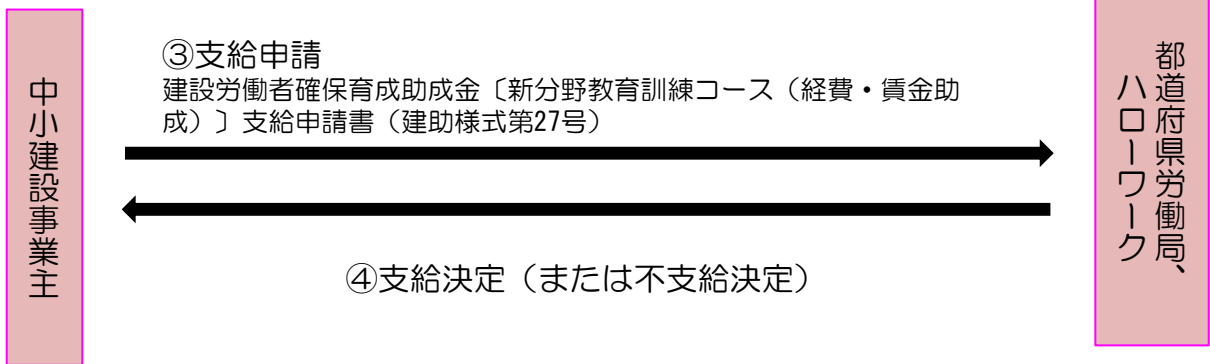 中小建設事業主
③支給申請
建設労働者確保育成助成金〔新分野教育訓練コース（経費・賃金助
成）〕支給申請書（建助様式第27号）
④支給決定（または不支給決定）
都道府県労働局、
ハローワーク